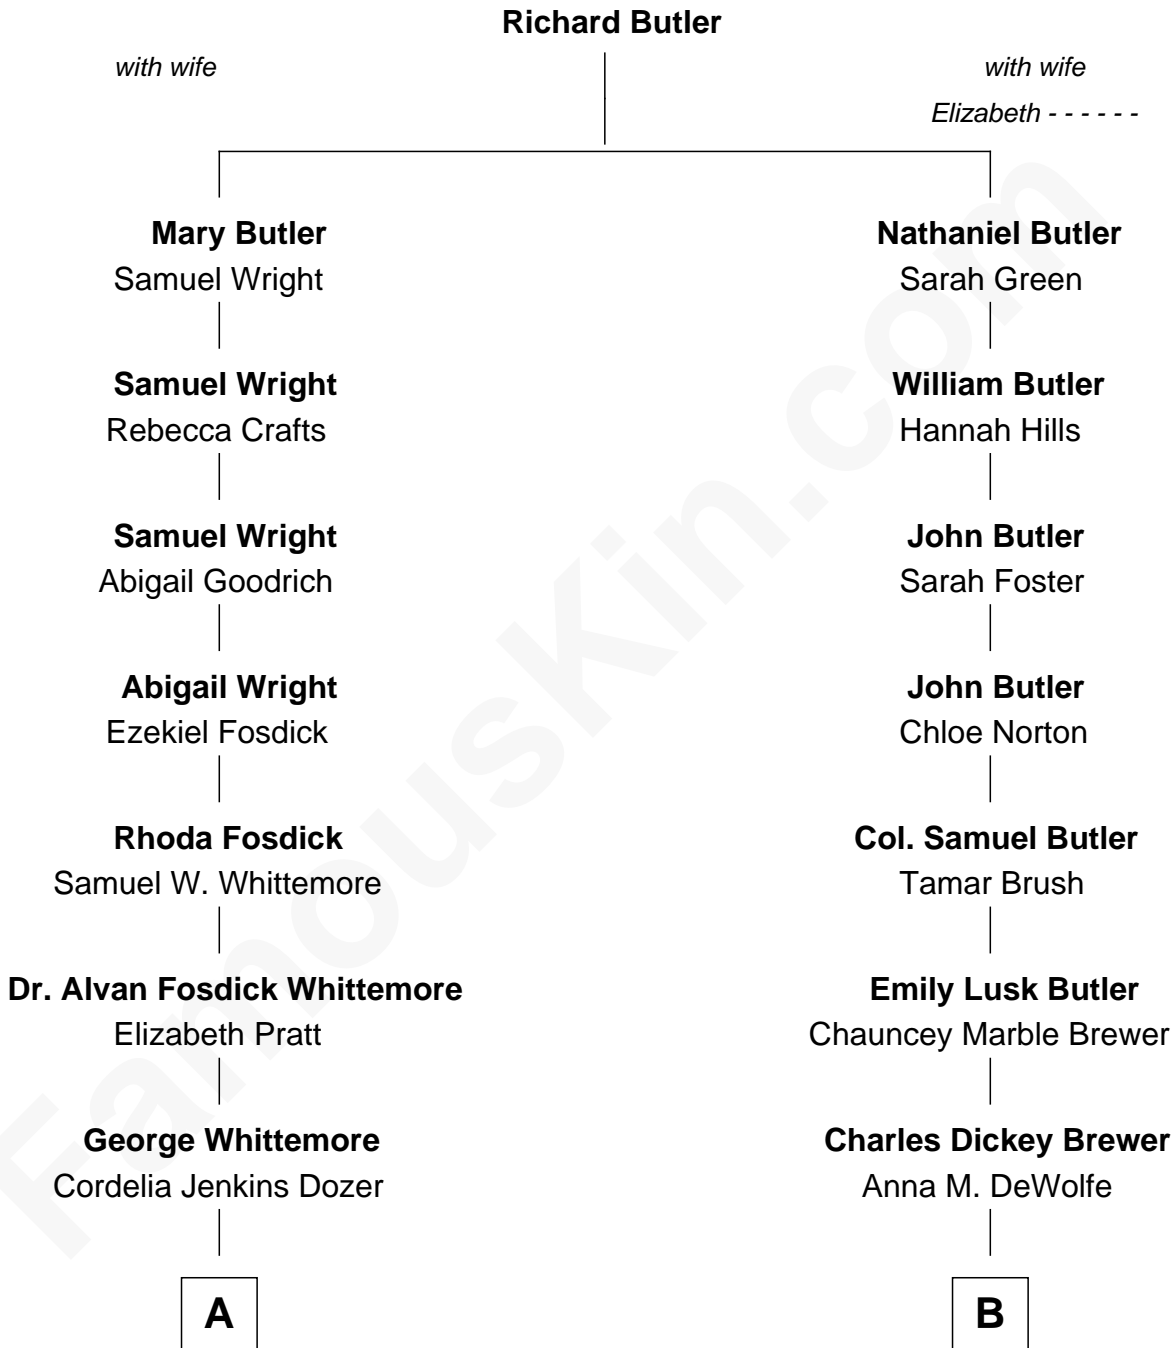 Richard Butler
with wife
with wife
Elizabeth - - - - - -
Mary Butler
Samuel Wright
Nathaniel Butler
Sarah Green
Samuel Wright
Rebecca Crafts
William Butler
Hannah Hills
Samuel Wright
Abigail Goodrich
John Butler
Sarah Foster
Abigail Wright
Ezekiel Fosdick
John Butler
Chloe Norton
Rhoda Fosdick
Samuel W. Whittemore
Col. Samuel Butler
Tamar Brush
Dr. Alvan Fosdick Whittemore
Elizabeth Pratt
Emily Lusk Butler
Chauncey Marble Brewer
George Whittemore
Cordelia Jenkins Dozer
Charles Dickey Brewer
Anna M. DeWolfe
A
B
FamousKin.com